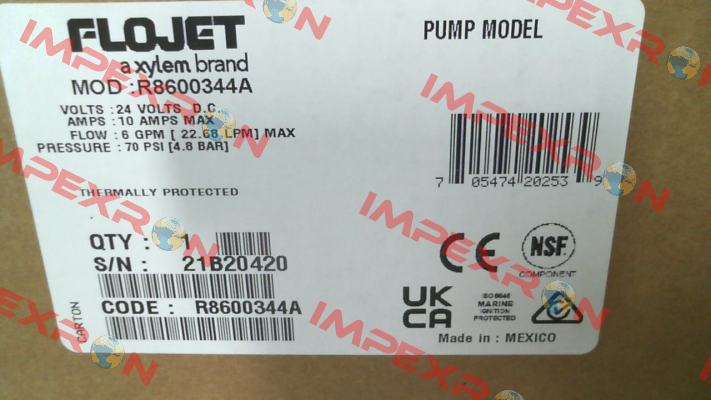 FLOJET
a xylem brand
PUMP MODEL
MOD : R8600344A
VOLTS : 24 VOLTS D.C.
AMPS : 10 AMPS MAX
FLOW : 6 GPM [ 22.68 LPM] MAX
PRESSURE : 70 PSI [4.8 BAR]
7 05474 20253 9
THERMALLY PROTECTED
QTY : 1
S/N : 21B20420
CARTON
CODE : R8600344A
CE
NSF
COMPONENT
UK
CA
ISO 8846
MARINE
IGNITION
PROTECTED
Made in : MEXICO
IMPEXRON
IMPEXRON
IMPEXRON
IMPEXRON
IMPEXRON
IMPEXRON